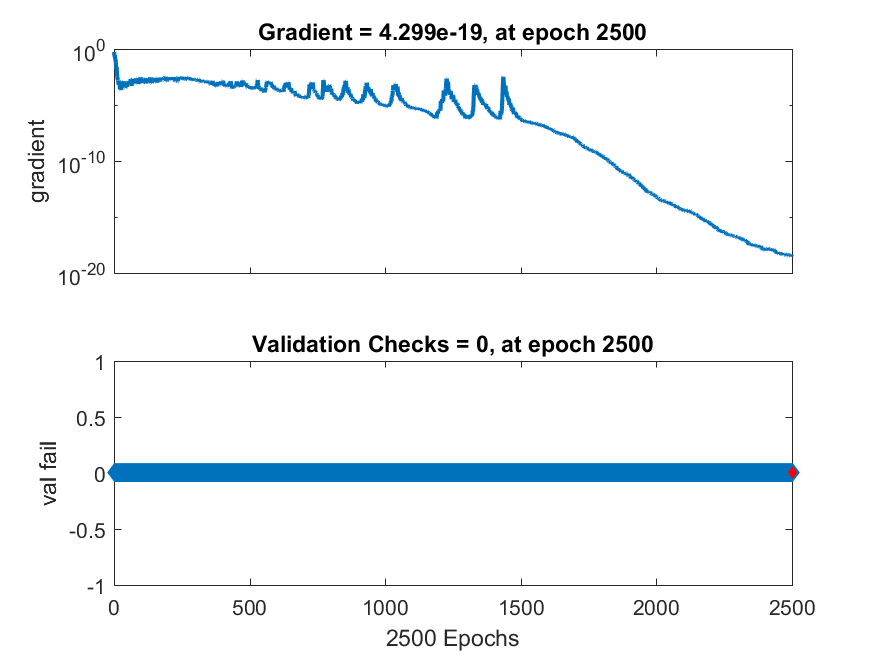 Gradient = 4.299e-19, at epoch 2500
10^0
10^-10
10^-20
gradient
Validation Checks = 0, at epoch 2500
1
0.5
0
-0.5
-1
val fail
0 500 1000 1500 2000 2500
2500 Epochs